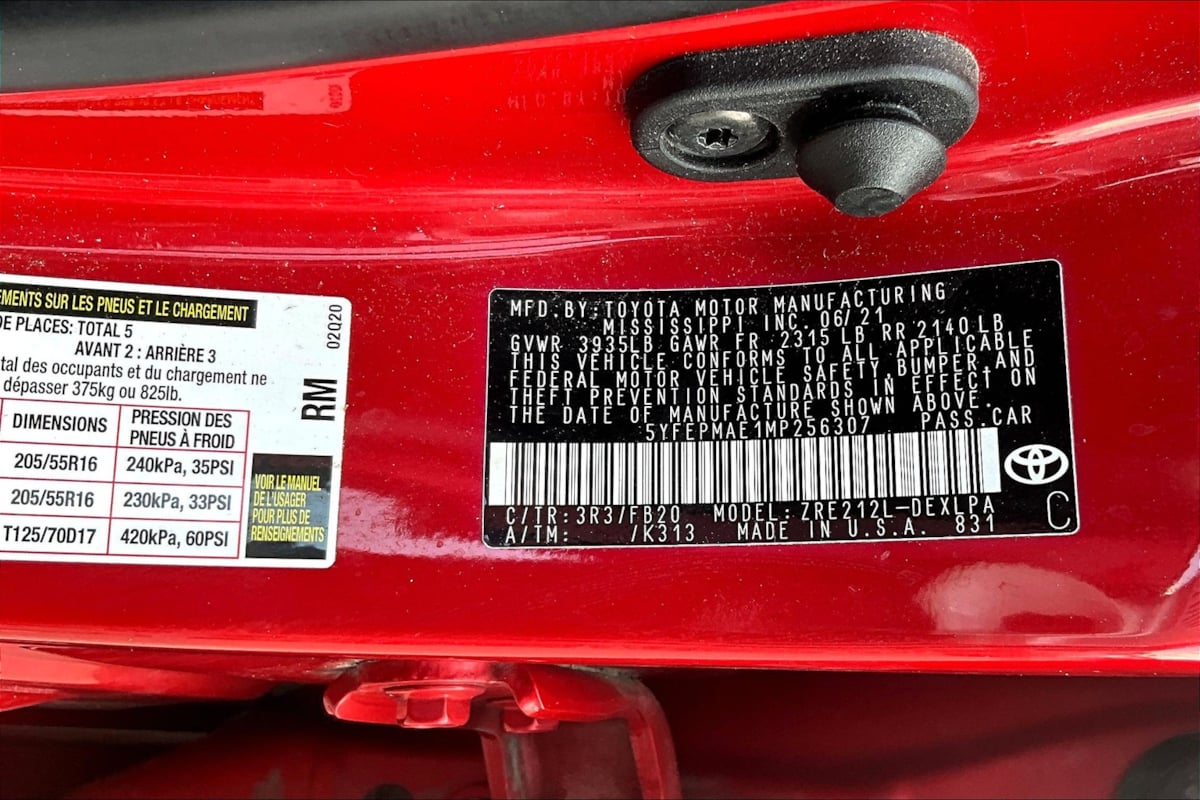 EMENTS SUR LES PNEUS ET LE CHARGEMENT
DE PLACES: TOTAL 5
AVANT 2 : ARRIÈRE 3
tal des occupants et du chargement ne
dépasser 375kg ou 825lb.
DIMENSIONS PRESSION DES PNEUS À FROID
205/55R16 240kPa, 35PSI
205/55R16 230kPa, 33PSI
T125/70D17 420kPa, 60PSI
02Q20
RM
VOIR LE MANUEL
DE L'USAGER
POUR PLUS DE
RENSEIGNEMENTS
MFD. BY: TOYOTA MOTOR MANUFACTURING
MISSISSIPPI INC. 06/21
GVWR 3935LB GAWR FR. 2315 LB RR 2140LB
THIS VEHICLE CONFORMS TO ALL APPLICABLE
FEDERAL MOTOR VEHICLE SAFETY, BUMPER, AND
THEFT PREVENTION STANDARDS IN EFFECT ON
THE DATE OF MANUFACTURE SHOWN ABOVE.
5YFEPMAE1MP256307 PASS. CAR
C/TR: 3R3/FB20 MODEL: ZRE212L-DEXLPA
A/TM: /K313 MADE IN U.S.A. 831
C